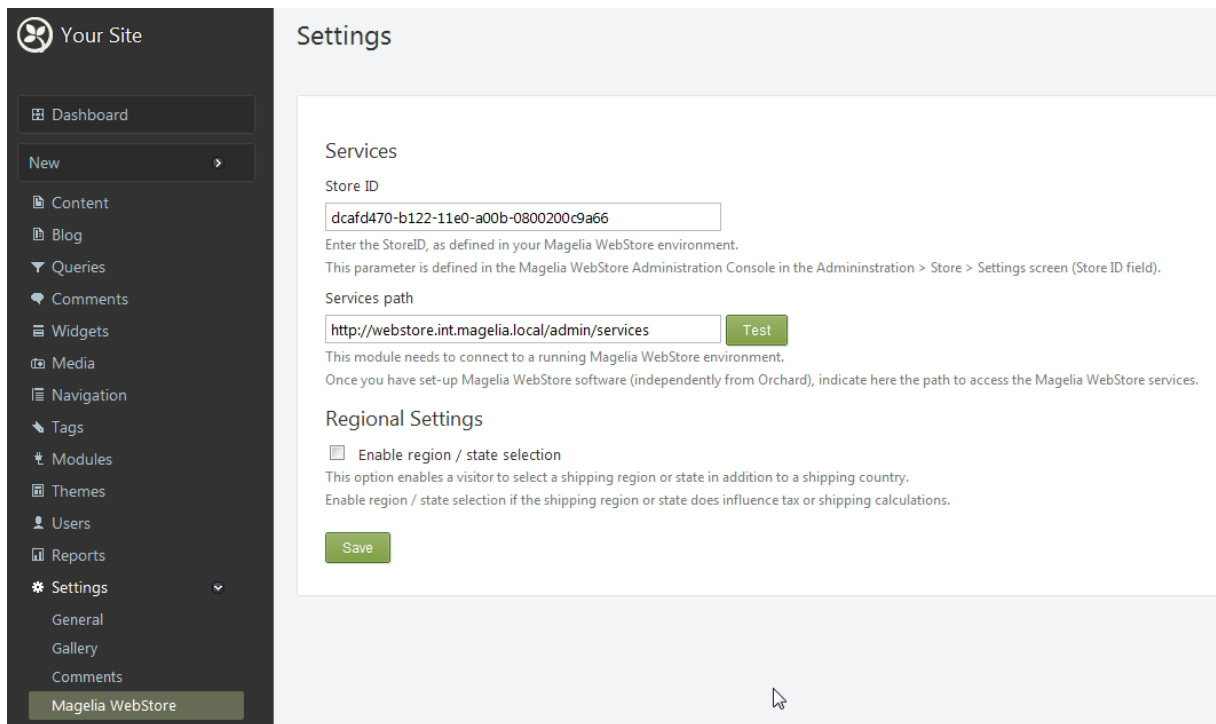 Your Site
Dashboard
New
Content
Blog
Queries
Comments
Widgets
Media
Navigation
Tags
Modules
Themes
Users
Reports
Settings
General
Gallery
Comments
Magelia WebStore
Settings
Services
Store ID
dcafd470-b122-11e0-a00b-0800200c9a66
Enter the StoreID, as defined in your Magelia WebStore environment.
This parameter is defined in the Magelia WebStore Administration Console in the Admininstration > Store > Settings screen (Store ID field).
Services path
http://webstore.int.magelia.local/admin/services Test
This module needs to connect to a running Magelia WebStore environment.
Once you have set-up Magelia WebStore software (independently from Orchard), indicate here the path to access the Magelia WebStore services.
Regional Settings
Enable region / state selection
This option enables a visitor to select a shipping region or state in addition to a shipping country.
Enable region / state selection if the shipping region or state does influence tax or shipping calculations.
Save